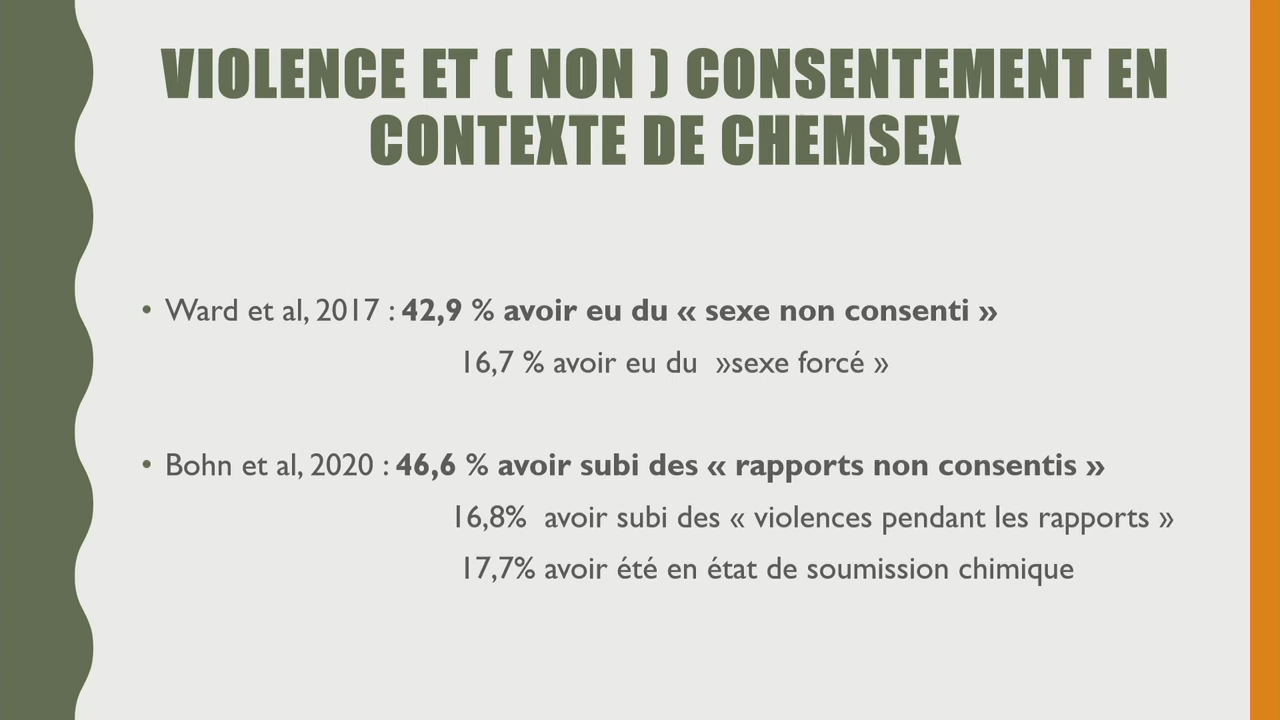 VIOLENCE ET ( NON ) CONSENTEMENT EN
CONTEXTE DE CHEMSEX
• Ward et al, 2017 : 42,9 % avoir eu du « sexe non consenti »
16,7 % avoir eu du »sexe forcé »
• Bohn et al, 2020 : 46,6 % avoir subi des « rapports non consentis »
16,8% avoir subi des « violences pendant les rapports »
17,7% avoir été en état de soumission chimique